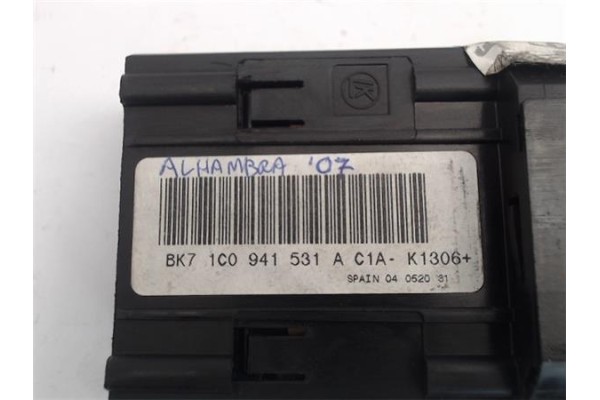 ALHAMBRA '07
BK7 1C0 941 531 A C1A- K1306+
SPAIN 04 0520 31